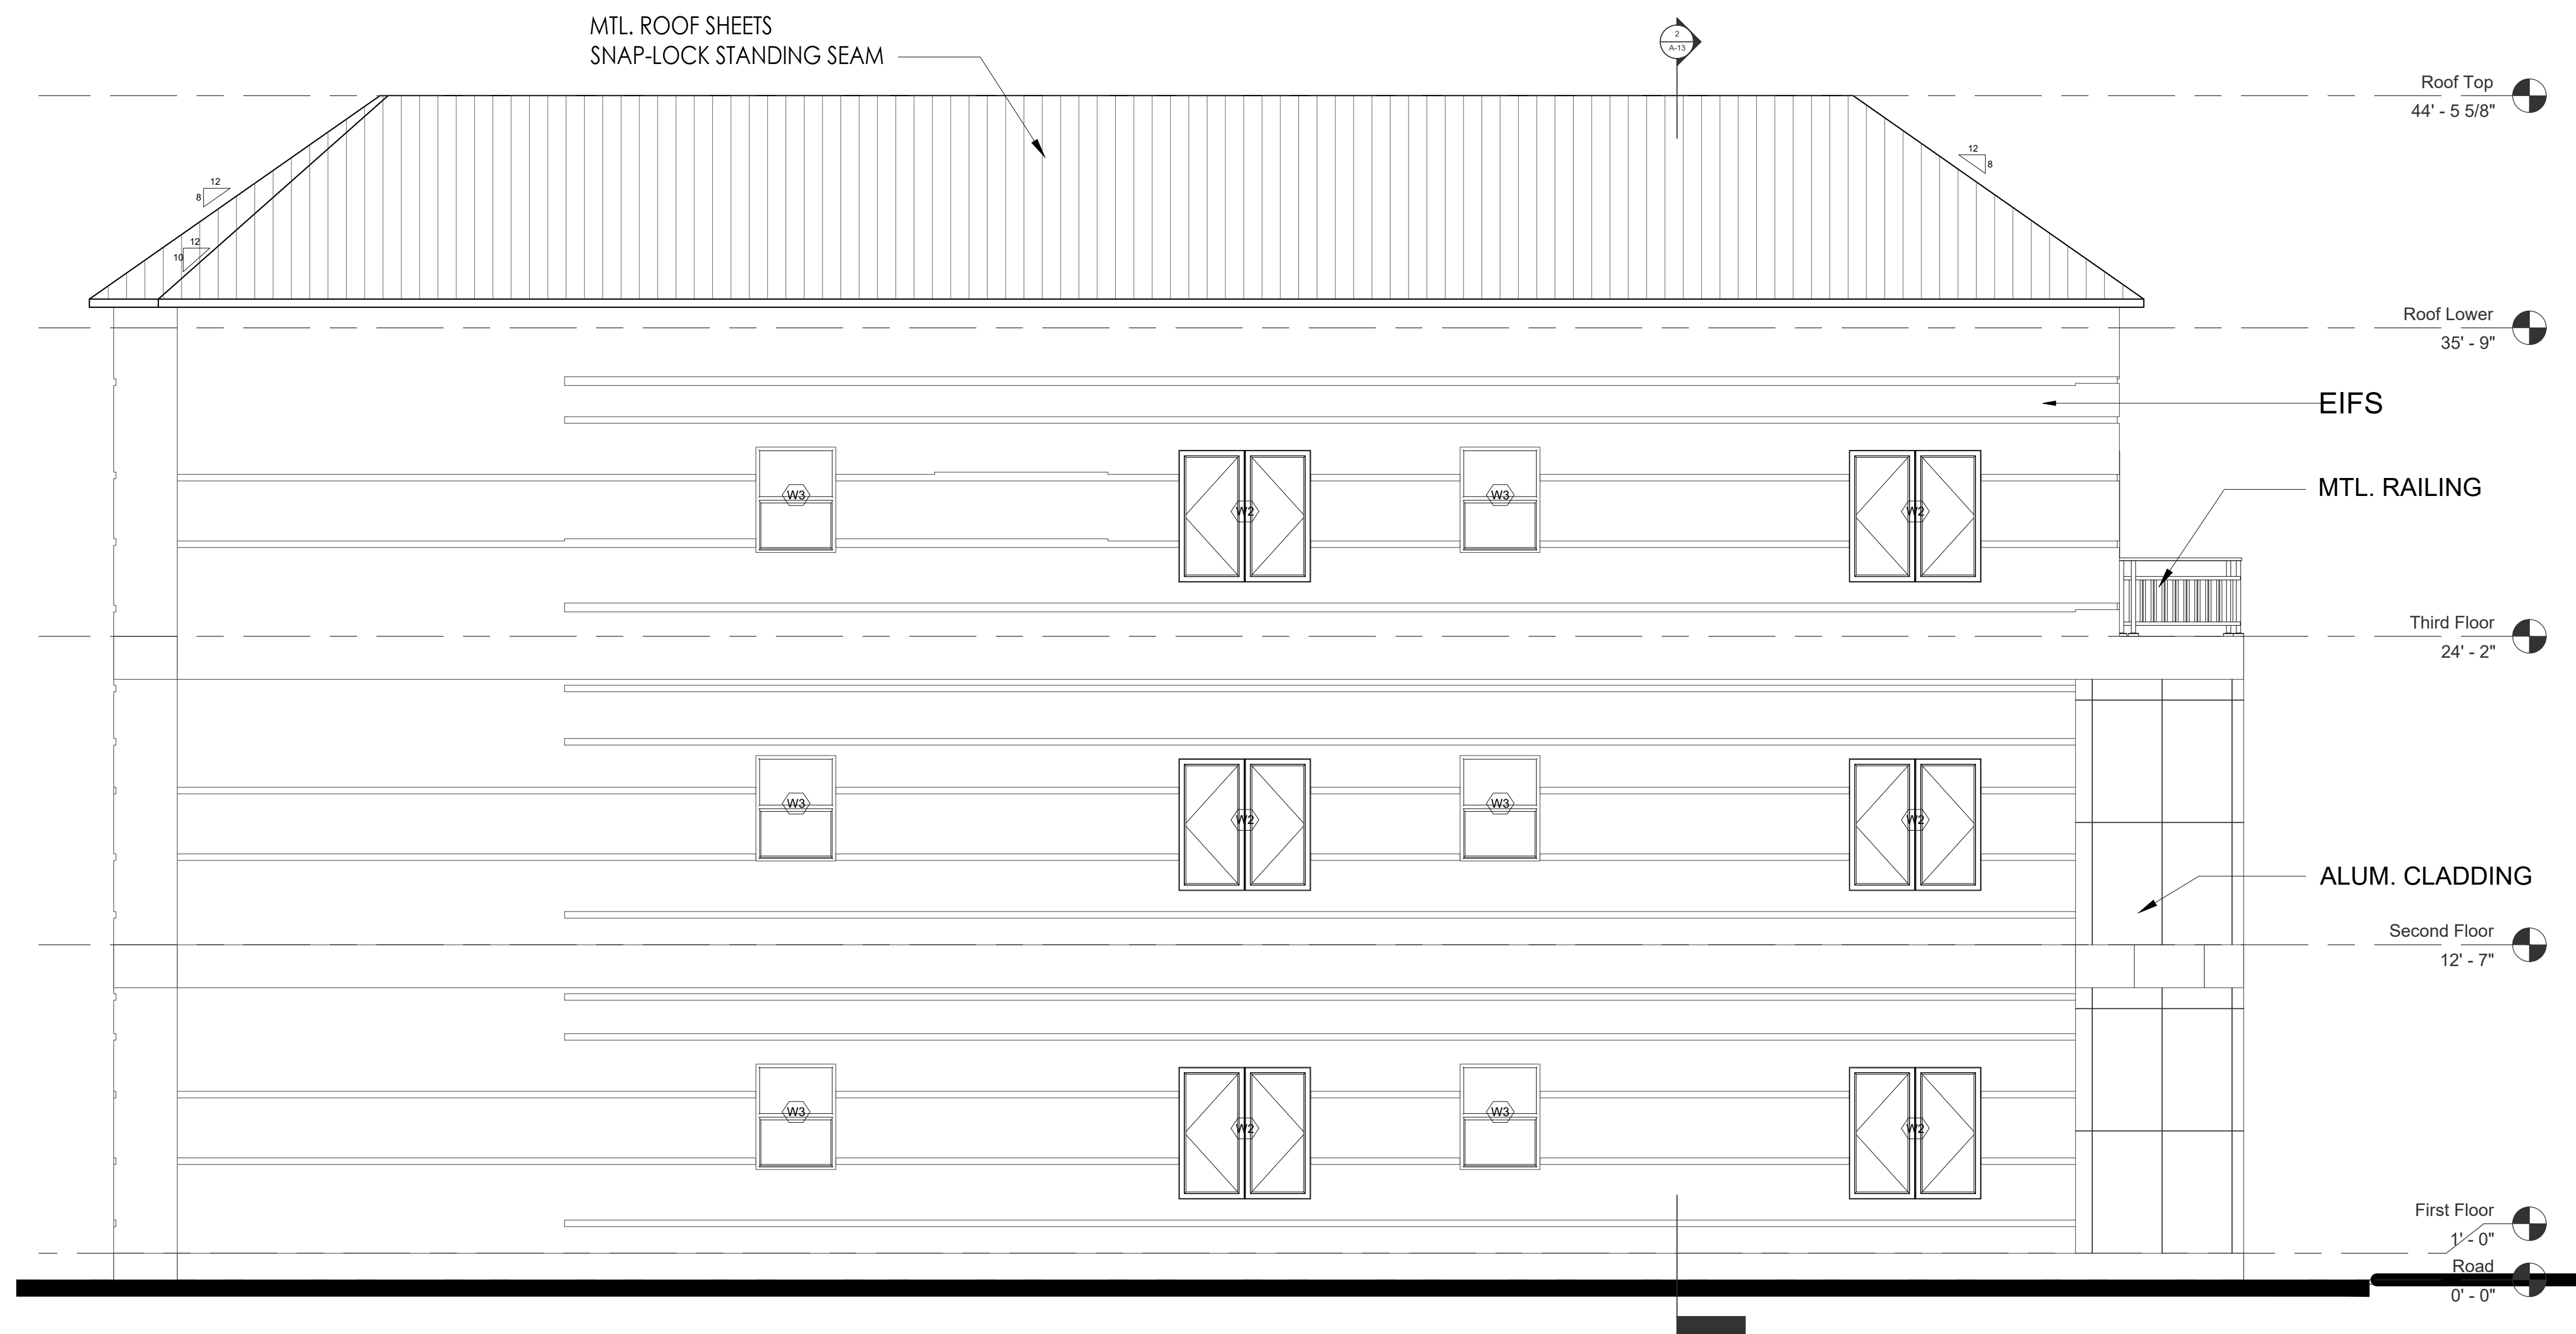 MTL. ROOF SHEETS
SNAP-LOCK STANDING SEAM
2
A-13
Roof Top
44' - 5 5/8"
12
8
12
8
12
10
Roof Lower
35' - 9"
EIFS
MTL. RAILING
W3
W2
W3
W2
Third Floor
24' - 2"
W3
W2
W3
W2
ALUM. CLADDING
Second Floor
12' - 7"
W3
W2
W3
W2
First Floor
1' - 0"
Road
0' - 0"